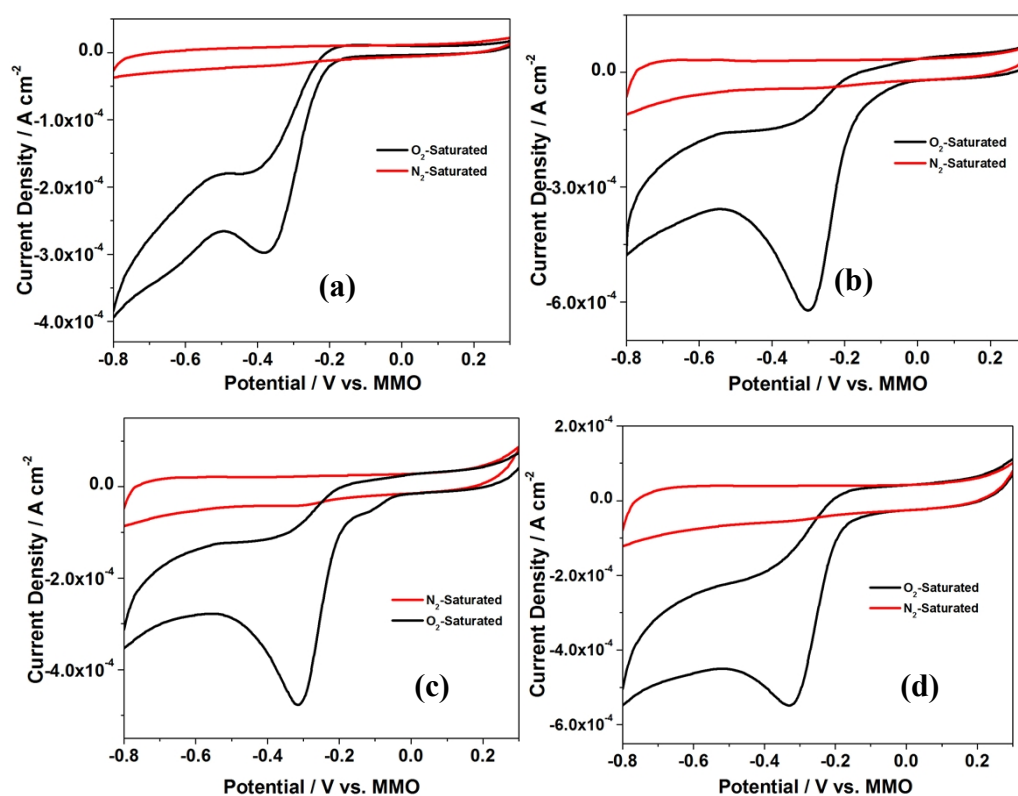 (a)
Current Density / A cm⁻²
0.0
-1.0x10⁻⁴
-2.0x10⁻⁴
-3.0x10⁻⁴
-4.0x10⁻⁴
O₂-Saturated
N₂-Saturated
-0.8 -0.6 -0.4 -0.2 0.0 0.2
Potential / V vs. MMO
(b)
Current Density / A cm⁻²
0.0
-3.0x10⁻⁴
-6.0x10⁻⁴
O₂-Saturated
N₂-Saturated
-0.8 -0.6 -0.4 -0.2 0.0 0.2
Potential / V vs. MMO
(c)
Current Density / A cm⁻²
0.0
-2.0x10⁻⁴
-4.0x10⁻⁴
N₂-Saturated
O₂-Saturated
-0.8 -0.6 -0.4 -0.2 0.0 0.2
Potential / V vs. MMO
(d)
Current Density / A cm⁻²
2.0x10⁻⁴
0.0
-2.0x10⁻⁴
-4.0x10⁻⁴
-6.0x10⁻⁴
O₂-Saturated
N₂-Saturated
-0.8 -0.6 -0.4 -0.2 0.0 0.2
Potential / V vs. MMO